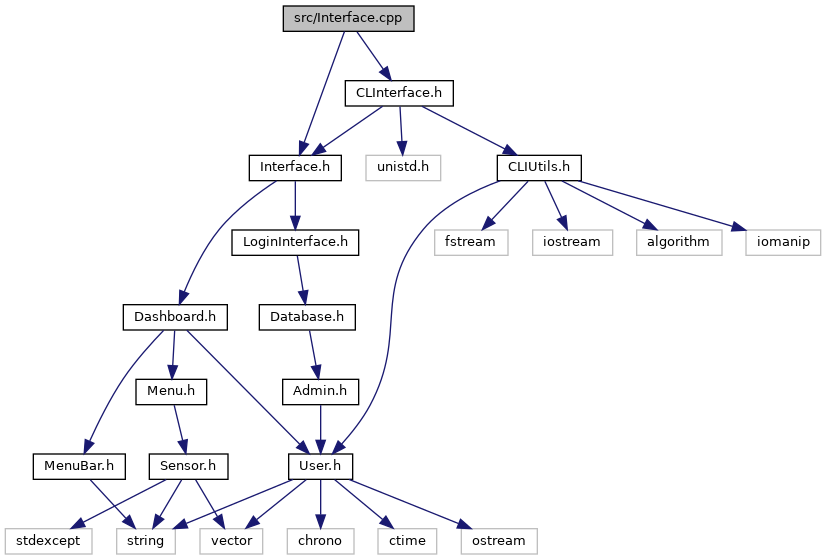 src/Interface.cpp
CLInterface.h
Interface.h
unistd.h
CLIUtils.h
LoginInterface.h
fstream
iostream
algorithm
iomanip
Dashboard.h
Database.h
Menu.h
Admin.h
MenuBar.h
Sensor.h
User.h
stdexcept
string
vector
chrono
ctime
ostream